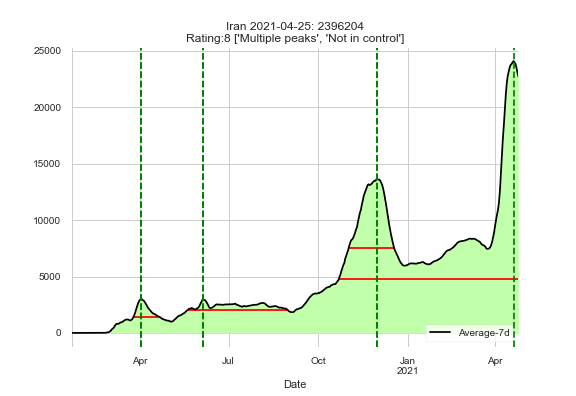 Iran 2021-04-25: 2396204
Rating:8 ['Multiple peaks', 'Not in control']
25000
20000
15000
10000
5000
0
Average-7d
Apr
Jul
Oct
Jan
2021
Apr
Date